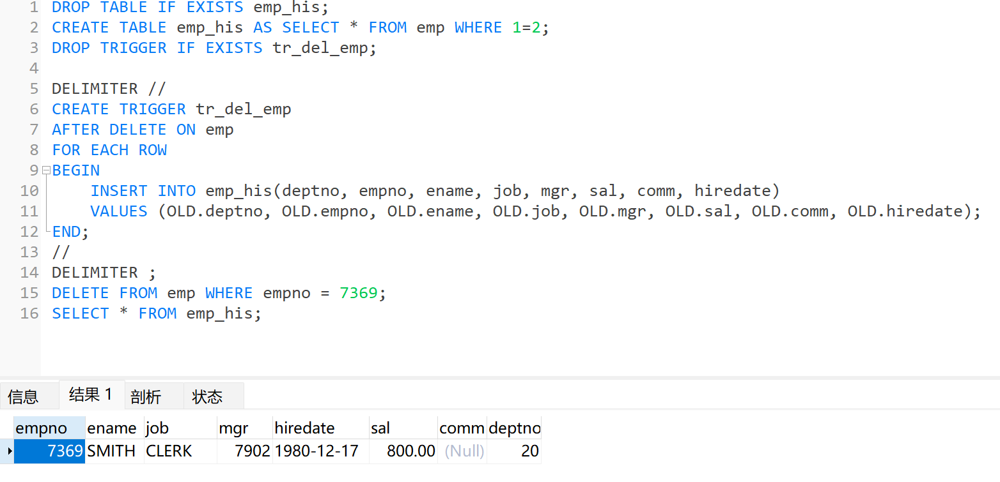 1 DROP TABLE IF EXISTS emp_his;
2 CREATE TABLE emp_his AS SELECT * FROM emp WHERE 1=2;
3 DROP TRIGGER IF EXISTS tr_del_emp;
4
5 DELIMITER //
6 CREATE TRIGGER tr_del_emp
7 AFTER DELETE ON emp
8 FOR EACH ROW
9 BEGIN
10     INSERT INTO emp_his(deptno, empno, ename, job, mgr, sal, comm, hiredate)
11     VALUES (OLD.deptno, OLD.empno, OLD.ename, OLD.job, OLD.mgr, OLD.sal, OLD.comm, OLD.hiredate);
12 END;
13 //
14 DELIMITER ;
15 DELETE FROM emp WHERE empno = 7369;
16 SELECT * FROM emp_his;
信息 结果 1 剖析 状态
empno ename job mgr hiredate sal comm deptno
7369 SMITH CLERK 7902 1980-12-17 800.00 (Null) 20